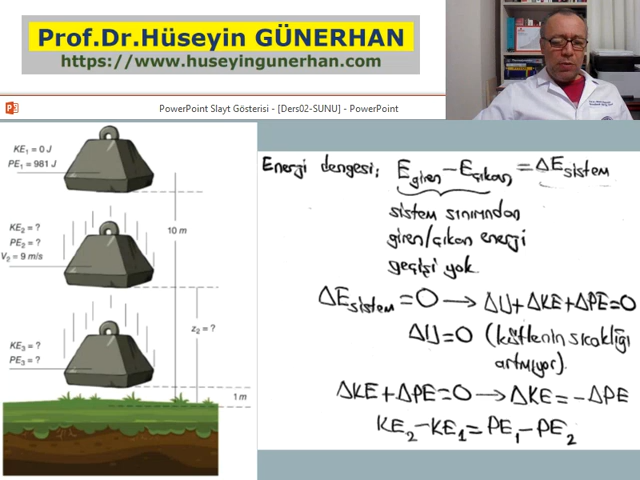 Prof.Dr.Hüseyin GÜNERHAN
https://www.huseyingunerhan.com
PowerPoint Slayt Gösterisi - [Ders02-SUNU] - PowerPoint
KE₁ = 0 J
PE₁ = 981 J
10 m
KE₂ = ?
PE₂ = ?
V₂ = 9 m/s
z₂ = ?
KE₃ = ?
PE₃ = ?
1 m
Enerji dengesi; Egiren − Eçıkan = ΔEsistem
sistem sınırından
giren/çıkan enerji
geçişi yok.
ΔEsistem = 0 → ΔU + ΔKE + ΔPE = 0
ΔU = 0 (kütlenin sıcaklığı
artmıyor).
ΔKE + ΔPE = 0 → ΔKE = −ΔPE
KE₂ − KE₁ = PE₁ − PE₂